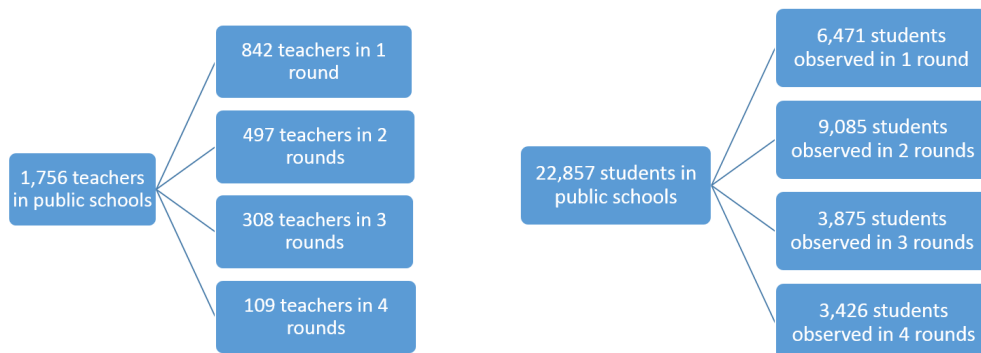 1,756 teachers
in public schools
842 teachers in 1
round
497 teachers in 2
rounds
308 teachers in 3
rounds
109 teachers in 4
rounds
22,857 students in
public schools
6,471 students
observed in 1 round
9,085 students
observed in 2 rounds
3,875 students
observed in 3 rounds
3,426 students
observed in 4 rounds